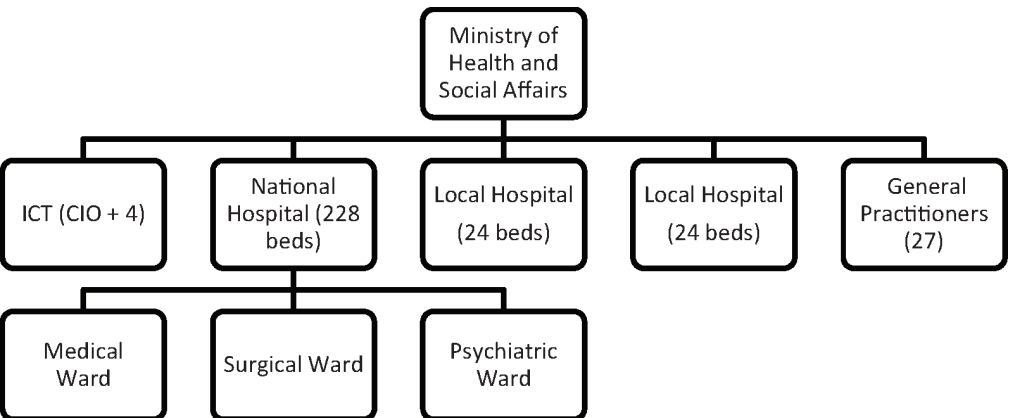 Ministry of
Health and
Social Affairs
ICT (CIO + 4)
National
Hospital (228
beds)
Local Hospital
(24 beds)
Local Hospital
(24 beds)
General
Practitioners
(27)
Medical
Ward
Surgical Ward
Psychiatric
Ward